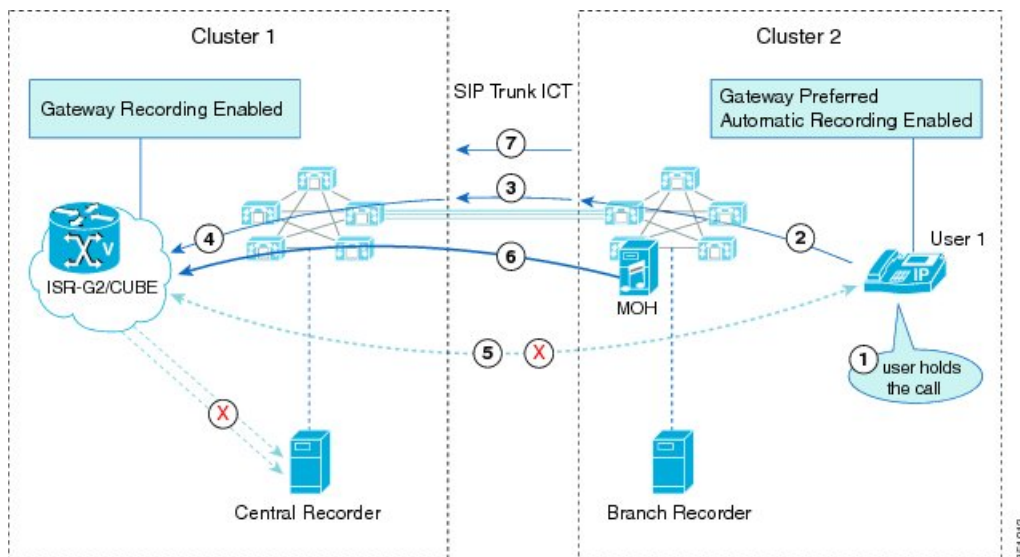 Cluster 1
Cluster 2
Gateway Recording Enabled
SIP Trunk ICT
Gateway Preferred
Automatic Recording Enabled
7
3
4
2
6
User 1
V
IP
ISR-G2/CUBE
MOH
5
X
1
user holds
the call
X
Central Recorder
Branch Recorder